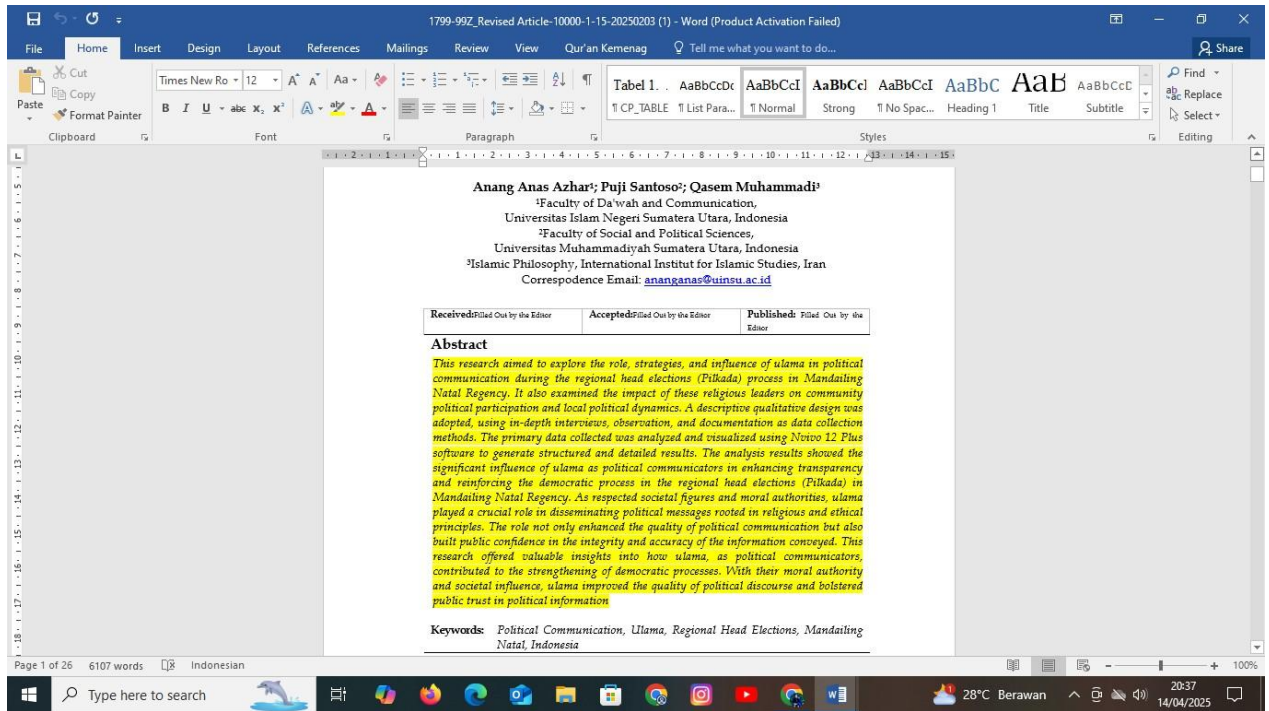 1799-99Z_Revised Article-10000-1-15-20250203 (1) - Word (Product Activation Failed)
File Home Insert Design Layout References Mailings Review View Qur'an Kemenag Tell me what you want to do... Share
Cut
Copy
Format Painter
Paste
Clipboard
Times New Ro 12
B I U abc x₂ x²
Font
Paragraph
Tabel 1. . AaBbCcDc AaBbCcI AaBbCcI AaBbCcI AaBbC AaB AaBbCcD
¶ CP_TABLE ¶ List Para... ¶ Normal Strong ¶ No Spac... Heading 1 Title Subtitle
Styles
Find
Replace
Select
Editing
Anang Anas Azhar¹; Puji Santoso²; Qasem Muhammadi³
¹Faculty of Da'wah and Communication,
Universitas Islam Negeri Sumatera Utara, Indonesia
²Faculty of Social and Political Sciences,
Universitas Muhammadiyah Sumatera Utara, Indonesia
³Islamic Philosophy, International Institut for Islamic Studies, Iran
Correspodence Email: ananganas@uinsu.ac.id
Received:Filled Out by the Editor Accepted:Filled Out by the Editor Published: Filled Out by the
Editor
Abstract
This research aimed to explore the role, strategies, and influence of ulama in political
communication during the regional head elections (Pilkada) process in Mandailing
Natal Regency. It also examined the impact of these religious leaders on community
political participation and local political dynamics. A descriptive qualitative design was
adopted, using in-depth interviews, observation, and documentation as data collection
methods. The primary data collected was analyzed and visualized using Nvivo 12 Plus
software to generate structured and detailed results. The analysis results showed the
significant influence of ulama as political communicators in enhancing transparency
and reinforcing the democratic process in the regional head elections (Pilkada) in
Mandailing Natal Regency. As respected societal figures and moral authorities, ulama
played a crucial role in disseminating political messages rooted in religious and ethical
principles. The role not only enhanced the quality of political communication but also
built public confidence in the integrity and accuracy of the information conveyed. This
research offered valuable insights into how ulama, as political communicators,
contributed to the strengthening of democratic processes. With their moral authority
and societal influence, ulama improved the quality of political discourse and bolstered
public trust in political information
Keywords: Political Communication, Ulama, Regional Head Elections, Mandailing
Natal, Indonesia
Page 1 of 26 6107 words Indonesian 100%
Type here to search 28°C Berawan 20:37
14/04/2025